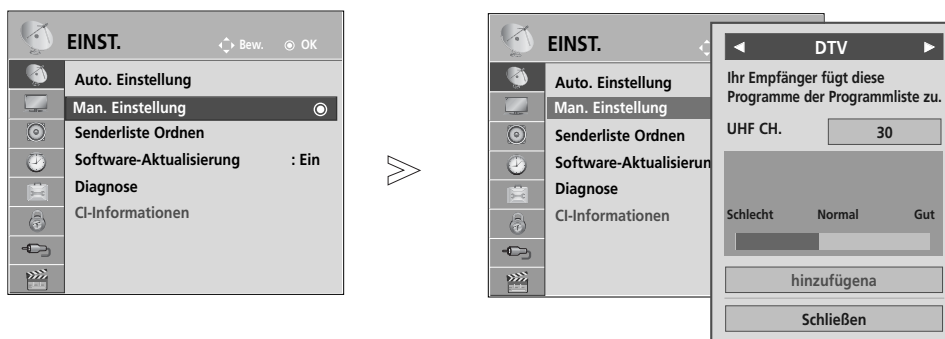 EINST.
Bew.
OK
Auto. Einstellung
Man. Einstellung
Senderliste Ordnen
Software-Aktualisierung : Ein
Diagnose
CI-Informationen
EINST.
Auto. Einstellung
Man. Einstellung
Senderliste Ordnen
Software-Aktualisierun
Diagnose
CI-Informationen
DTV
Ihr Empfänger fügt diese
Programme der Programmliste zu.
UHF CH. 30
Schlecht Normal Gut
hinzufügena
Schließen